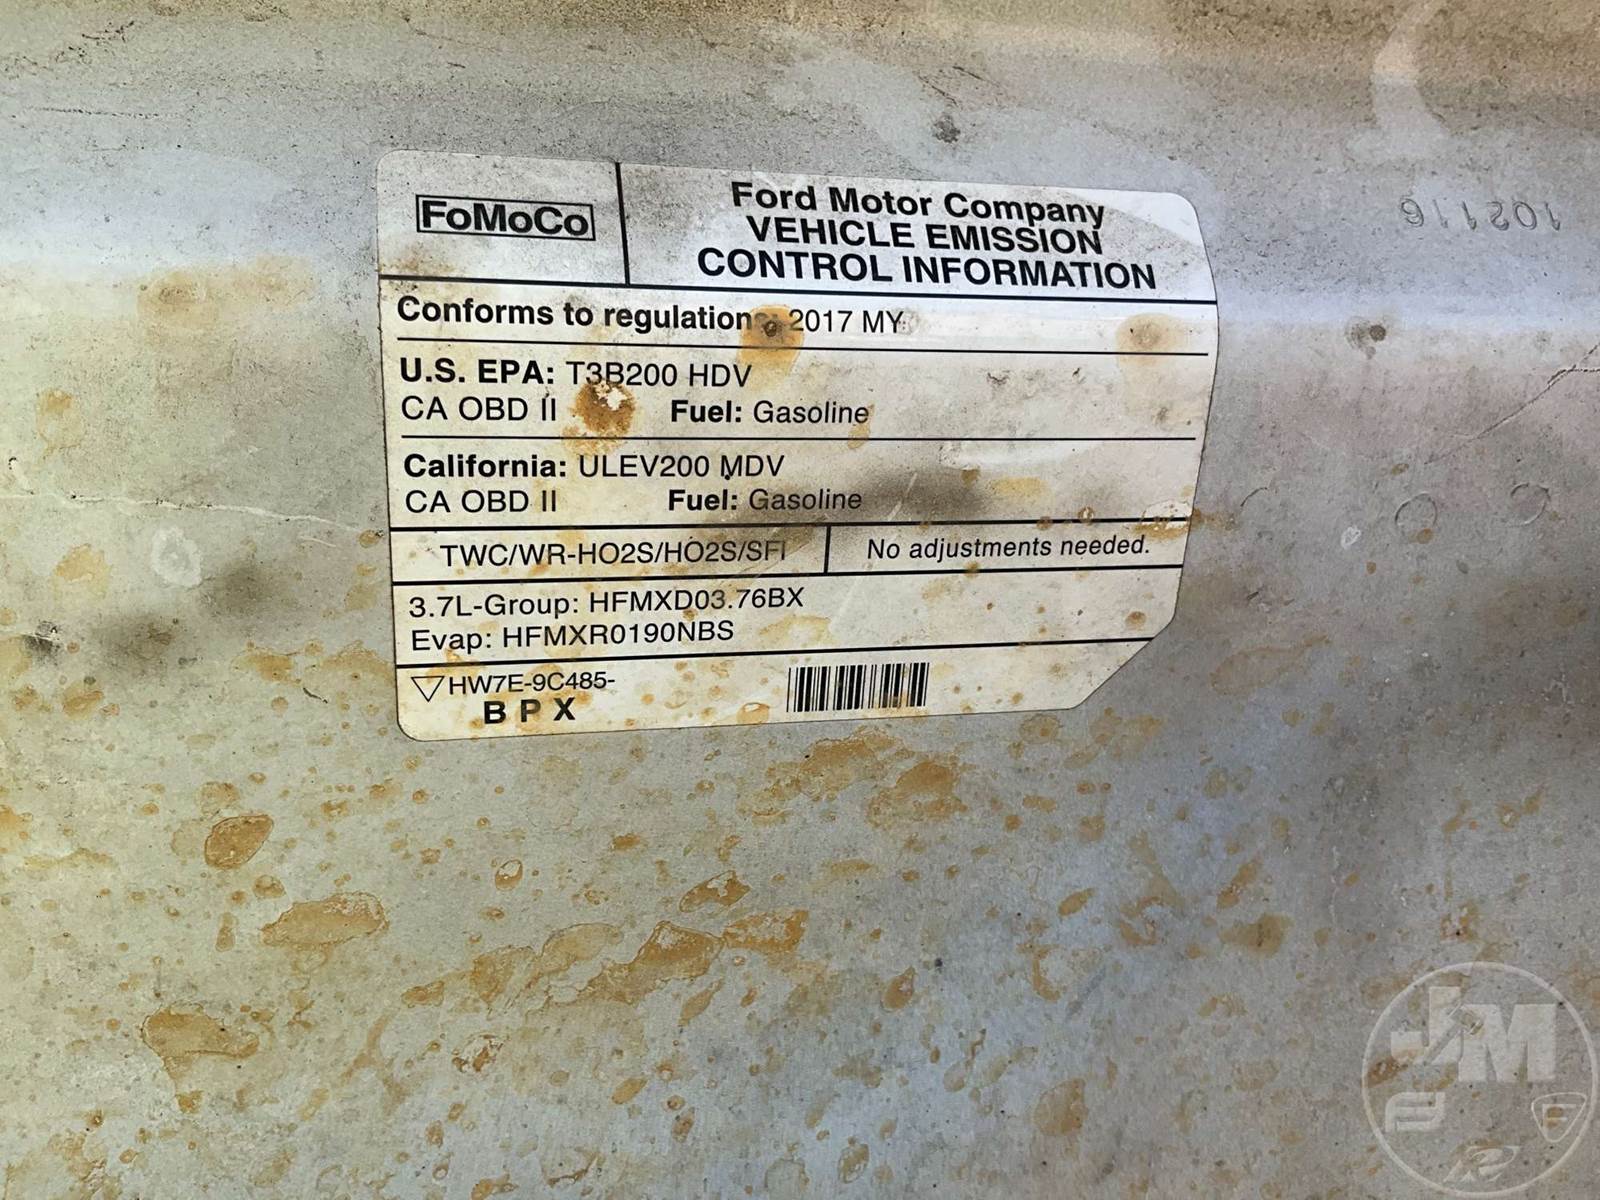 FoMoCo
Ford Motor Company
VEHICLE EMISSION
CONTROL INFORMATION
Conforms to regulations: 2017 MY
U.S. EPA: T3B200 HDV
CA OBD II Fuel: Gasoline
California: ULEV200 MDV
CA OBD II Fuel: Gasoline
TWC/WR-HO2S/HO2S/SFI No adjustments needed.
3.7L-Group: HFMXD03.76BX
Evap: HFMXR0190NBS
HW7E-9C485-
B P X
102116
JM